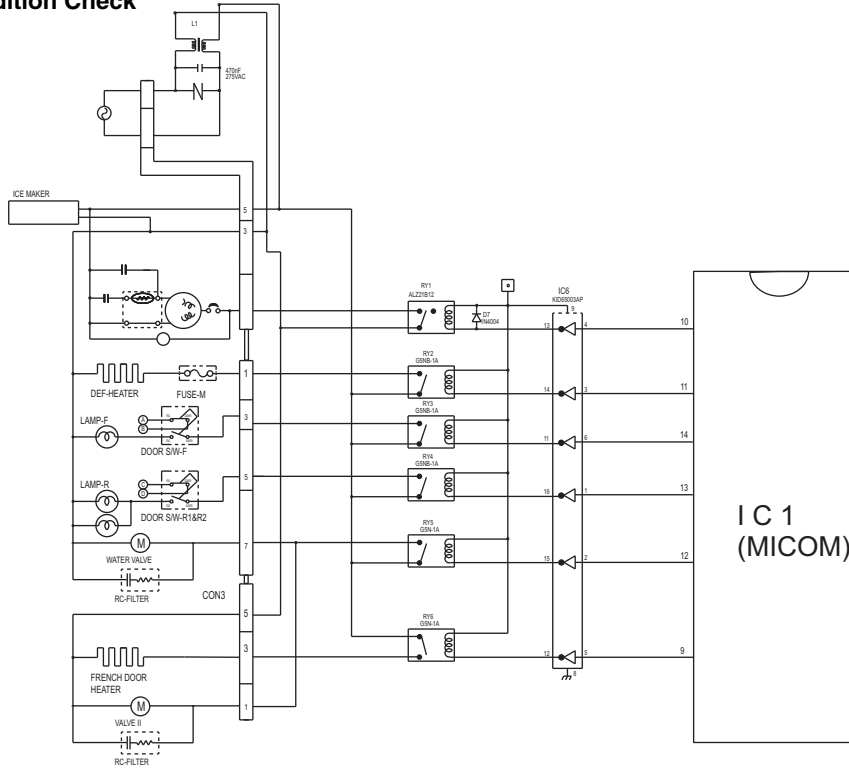 dition Check
L1
470nF
275VAC
ICE MAKER
5
3
RY1
ALZ21B12
D7
1N4004
IC6
KID65003AP
9
13
4
10
DEF-HEATER
FUSE-M
1
RY2
G5NB-1A
14
3
11
LAMP-F
A
B
DOOR S/W-F
3
RY3
G5NB-1A
11
6
14
LAMP-R
C
D
DOOR S/W-R1&R2
5
RY4
G5NB-1A
16
1
13
I C 1
(MICOM)
M
WATER VALVE
7
RY5
G5N-1A
15
2
12
RC-FILTER
CON3
5
RY6
G5N-1A
3
12
5
9
8
FRENCH DOOR
HEATER
M
VALVE II
1
RC-FILTER